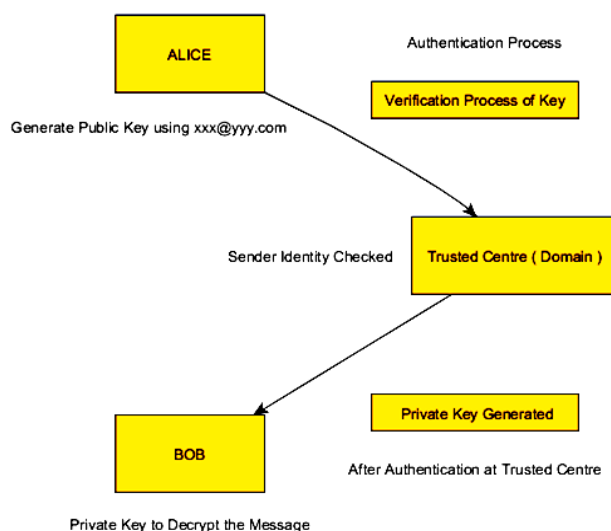 Authentication Process
ALICE
Verification Process of Key
Generate Public Key using xxx@yyy.com
Sender Identity Checked
Trusted Centre ( Domain )
Private Key Generated
BOB
After Authentication at Trusted Centre
Private Key to Decrypt the Message